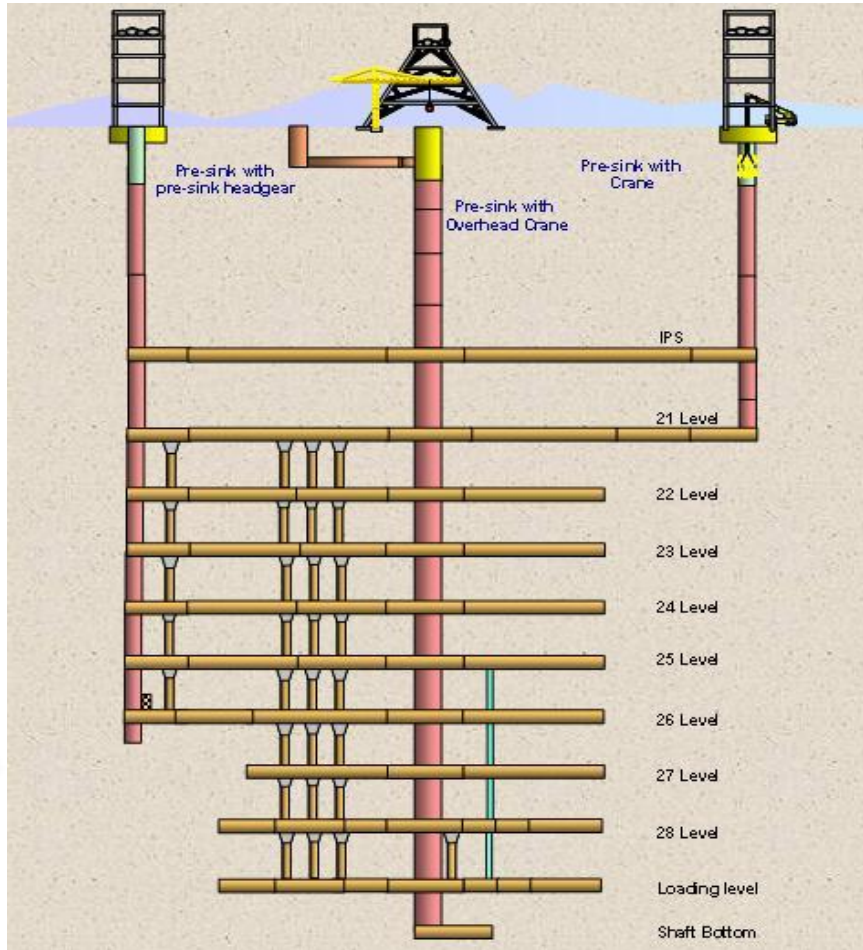 Pre-sink with
pre-sink headgear
Pre-sink with
Overhead Crane
Pre-sink with
Crane
IPS
21 Level
22 Level
23 Level
24 Level
25 Level
26 Level
27 Level
28 Level
Loading level
Shaft Bottom